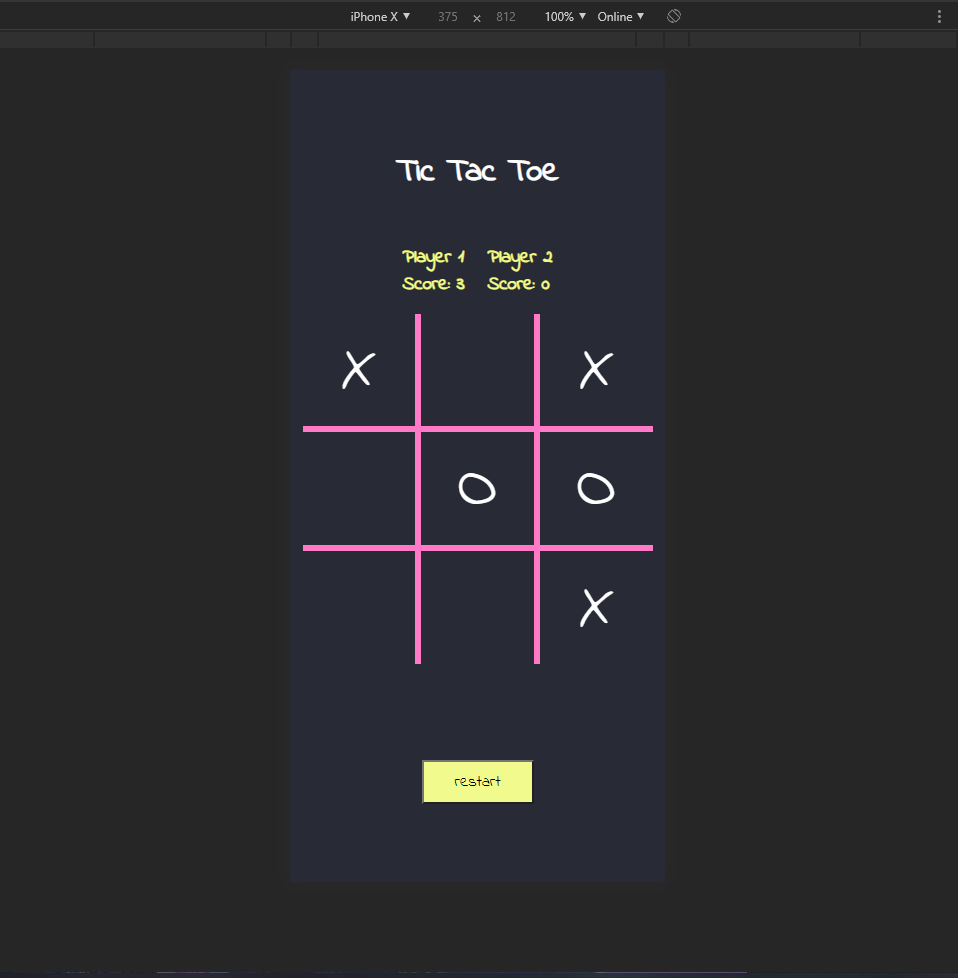 iPhone X 375 × 812 100% Online
Tic Tac Toe
Player 1 Player 2
Score: 3 Score: 0
X X
O O
X
restart